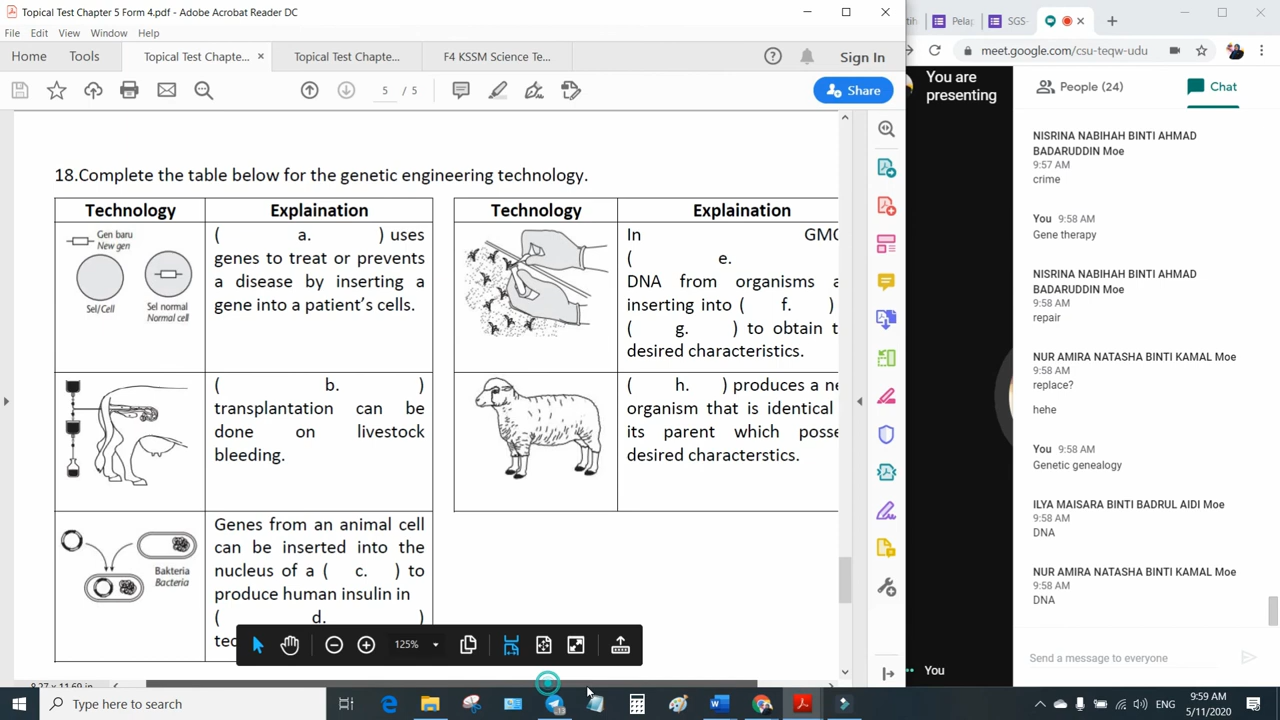 Topical Test Chapter 5 Form 4.pdf - Adobe Acrobat Reader DC
File Edit View Window Help
Home Tools Topical Test Chapte... × Topical Test Chapte... F4 KSSM Science Te... Sign In
5 / 5 Share
18.Complete the table below for the genetic engineering technology.
Technology Explaination
Gen baru
New gen
Sel/Cell
Sel normal
Normal cell
( a. ) uses
genes to treat or prevents
a disease by inserting a
gene into a patient's cells.
( b. )
transplantation can be
done on livestock
bleeding.
Bakteria
Bacteria
Genes from an animal cell
can be inserted into the
nucleus of a ( c. ) to
produce human insulin in
( d. )
Technology Explaination
In GMO
( e.
DNA from organisms a
inserting into ( f. )
( g. ) to obtain t
desired characteristics.
( h. ) produces a ne
organism that is identical
its parent which posse
desired characterstics.
125%
8.27 x 11.69 in
SGS-
meet.google.com/csu-teqw-udu
You are
presenting
You
People (24) Chat
NISRINA NABIHAH BINTI AHMAD
BADARUDDIN Moe
9:57 AM
crime
You 9:58 AM
Gene therapy
NISRINA NABIHAH BINTI AHMAD
BADARUDDIN Moe
9:58 AM
repair
NUR AMIRA NATASHA BINTI KAMAL Moe
9:58 AM
replace?
hehe
You 9:58 AM
Genetic genealogy
ILYA MAISARA BINTI BADRUL AIDI Moe
9:58 AM
DNA
NUR AMIRA NATASHA BINTI KAMAL Moe
9:58 AM
DNA
Send a message to everyone
Type here to search
ENG
9:59 AM
5/11/2020